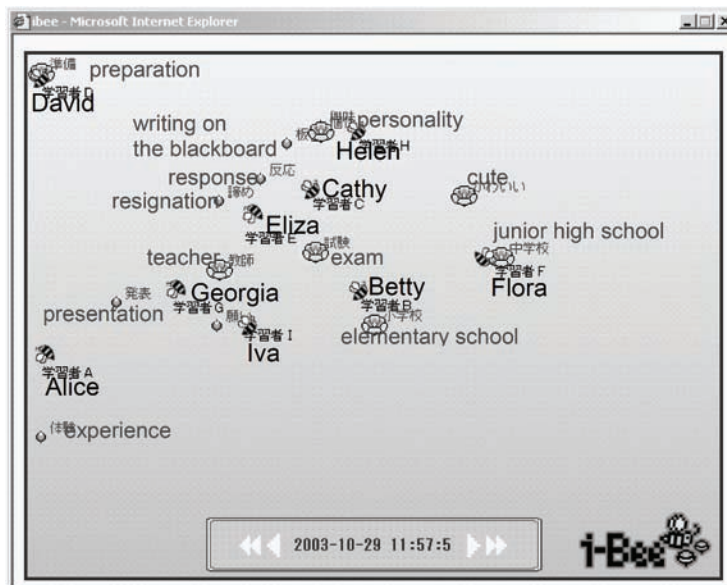 ibee - Microsoft Internet Explorer
準備 preparation
David
学習者D
writing on
the blackboard
personality
Helen
学習者H
response 反応
resignation 諦め
Cathy
学習者C
cute
かわいい
Eliza
学習者E
試験
exam
junior high school
中学校
学習者F
Flora
teacher 教師
Georgia
学習者G
Betty
学習者B
発表
presentation
小学校
elementary school
学習者I
Iva
学習者A
Alice
体験 experience
2003-10-29 11:57:5
i-Bee